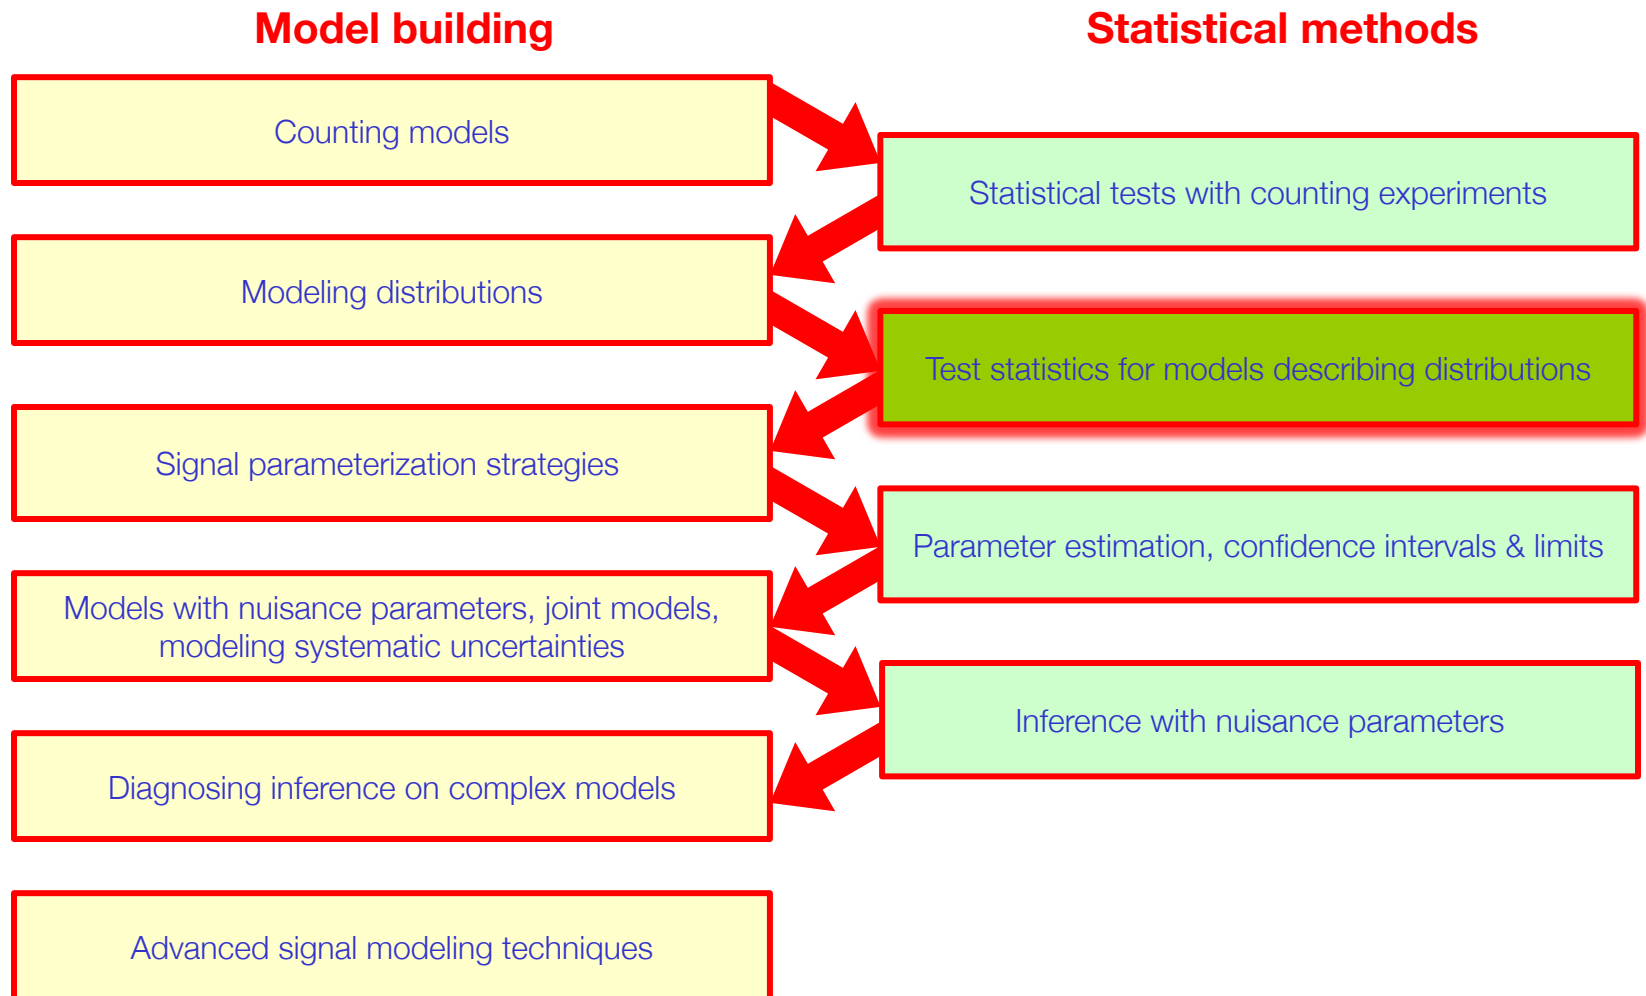 Model building
Statistical methods
Counting models
Statistical tests with counting experiments
Modeling distributions
Test statistics for models describing distributions
Signal parameterization strategies
Parameter estimation, confidence intervals & limits
Models with nuisance parameters, joint models,
modeling systematic uncertainties
Inference with nuisance parameters
Diagnosing inference on complex models
Advanced signal modeling techniques